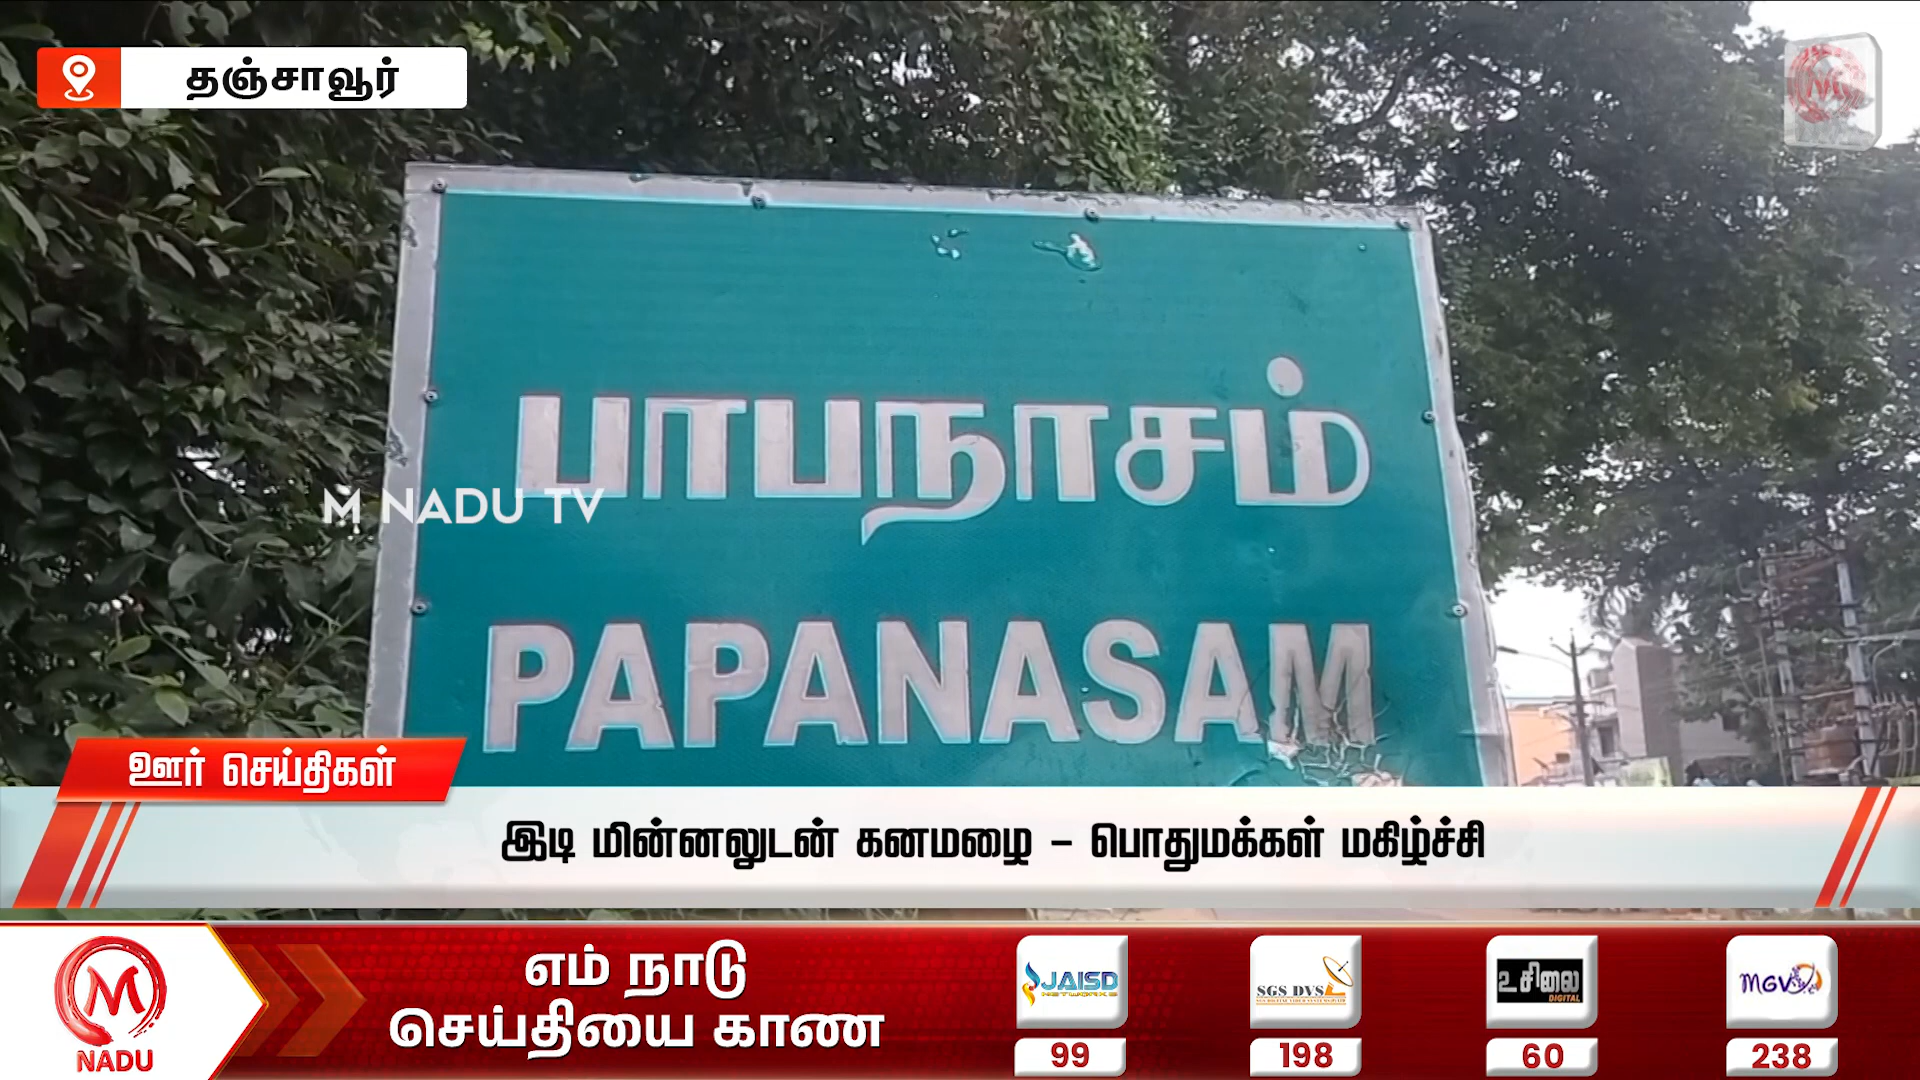 தஞ்சாவூர்
பாபநாசம்
M NADU TV
PAPANASAM
ஊர் செய்திகள்
இடி மின்னலுடன் கனமழை – பொதுமக்கள் மகிழ்ச்சி
எம் நாடு
செய்தியை காண
M
NADU
JAISD
NETWORKS
99
SGS DVS
198
உசிலை
DIGITAL
60
MGV
238